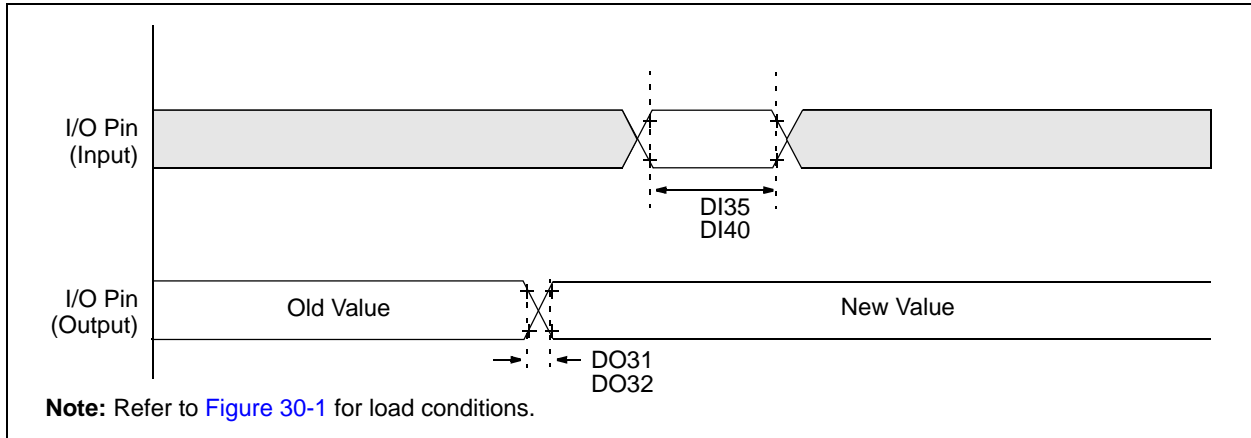 I/O Pin
(Input)
DI35
DI40
I/O Pin
(Output)
Old Value
New Value
DO31
DO32
Note: Refer to Figure 30-1 for load conditions.